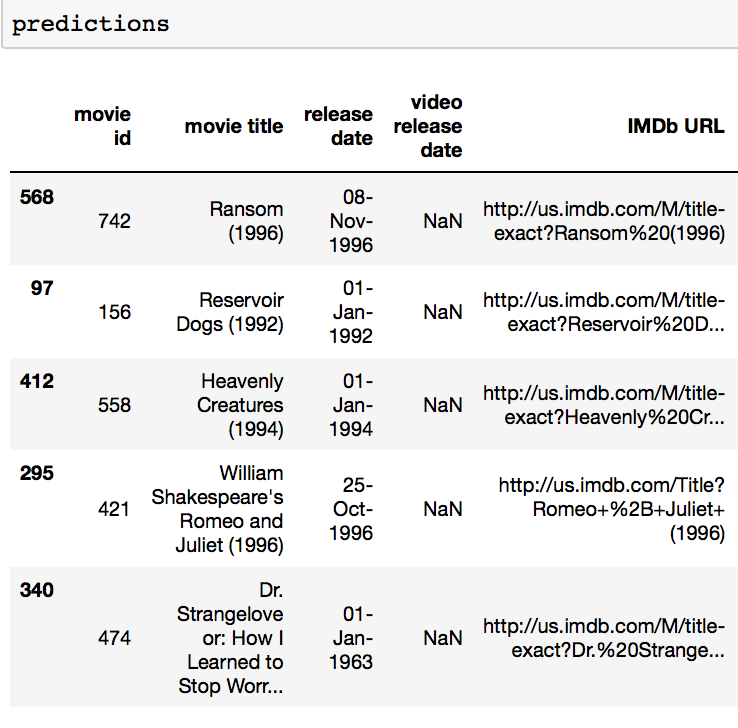 predictions
movie id movie title release date video release date IMDb URL
568 742 Ransom (1996) 08-Nov-1996 NaN http://us.imdb.com/M/title-exact?Ransom%20(1996)
97 156 Reservoir Dogs (1992) 01-Jan-1992 NaN http://us.imdb.com/M/title-exact?Reservoir%20D...
412 558 Heavenly Creatures (1994) 01-Jan-1994 NaN http://us.imdb.com/M/title-exact?Heavenly%20Cr...
295 421 William Shakespeare's Romeo and Juliet (1996) 25-Oct-1996 NaN http://us.imdb.com/Title?Romeo+%2B+Juliet+(1996)
340 474 Dr. Strangelove or: How I Learned to Stop Worr... 01-Jan-1963 NaN http://us.imdb.com/M/title-exact?Dr.%20Strange...